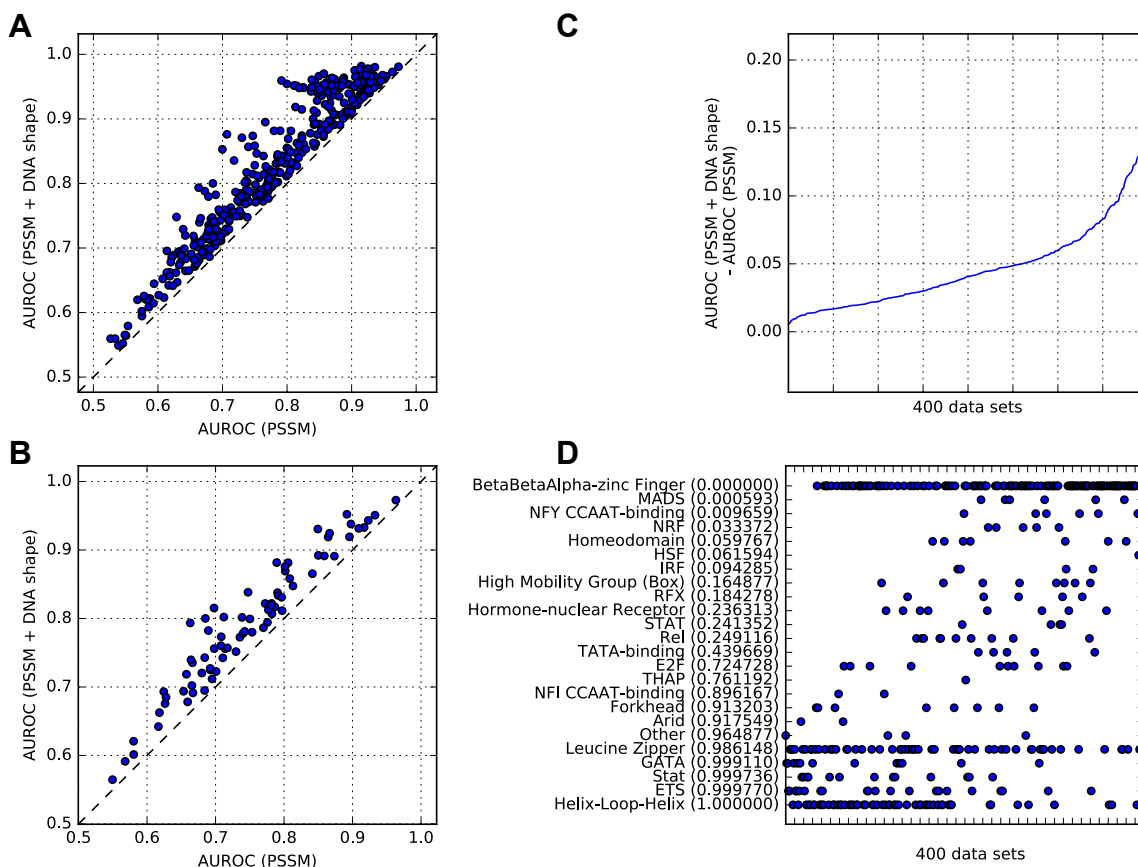 A
AUROC (PSSM + DNA shape)
1.0
0.9
0.8
0.7
0.6
0.5
0.5 0.6 0.7 0.8 0.9 1.0
AUROC (PSSM)
C
AUROC (PSSM + DNA shape)
- AUROC (PSSM)
0.20
0.15
0.10
0.05
0.00
400 data sets
B
AUROC (PSSM + DNA shape)
1.0
0.9
0.8
0.7
0.6
0.5
0.5 0.6 0.7 0.8 0.9 1.0
AUROC (PSSM)
D
BetaBetaAlpha-zinc Finger (0.000000)
MADS (0.000593)
NFY CCAAT-binding (0.009659)
NRF (0.033372)
Homeodomain (0.059767)
HSF (0.061594)
IRF (0.094285)
High Mobility Group (Box) (0.164877)
RFX (0.184278)
Hormone-nuclear Receptor (0.236313)
STAT (0.241352)
Rel (0.249116)
TATA-binding (0.439669)
E2F (0.724728)
THAP (0.761192)
NFI CCAAT-binding (0.896167)
Forkhead (0.913203)
Arid (0.917549)
Other (0.964877)
Leucine Zipper (0.986148)
GATA (0.999110)
Stat (0.999736)
ETS (0.999770)
Helix-Loop-Helix (1.000000)
400 data sets